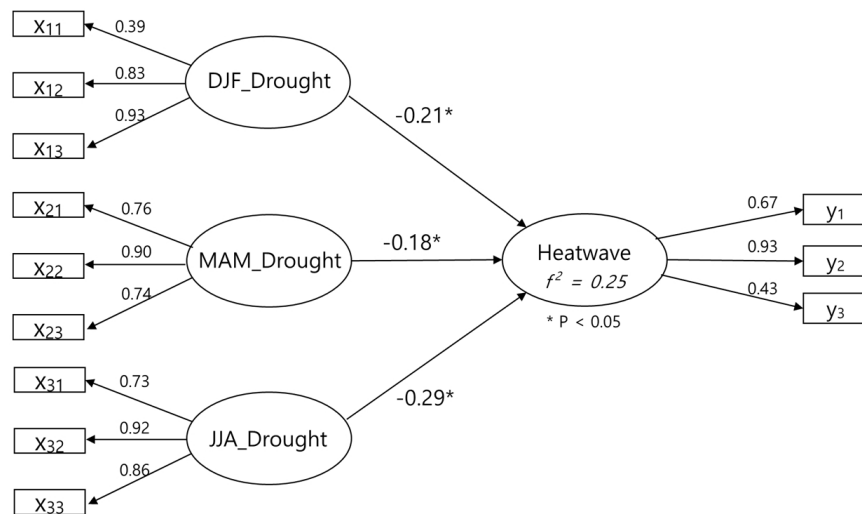 x11
0.39
x12
0.83
x13
0.93
DJF_Drought
-0.21*
x21
0.76
x22
0.90
x23
0.74
MAM_Drought
-0.18*
x31
0.73
x32
0.92
x33
0.86
JJA_Drought
-0.29*
Heatwave
f² = 0.25
* P < 0.05
0.67
y1
0.93
y2
0.43
y3